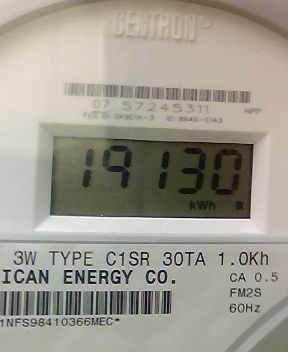 CENTRON®
07 57245311
19130
kWh
3W TYPE C1SR 30TA 1.0Kh
ICAN ENERGY CO.
CA 0.5
FM2S
60Hz
1NFS98410366MEC*